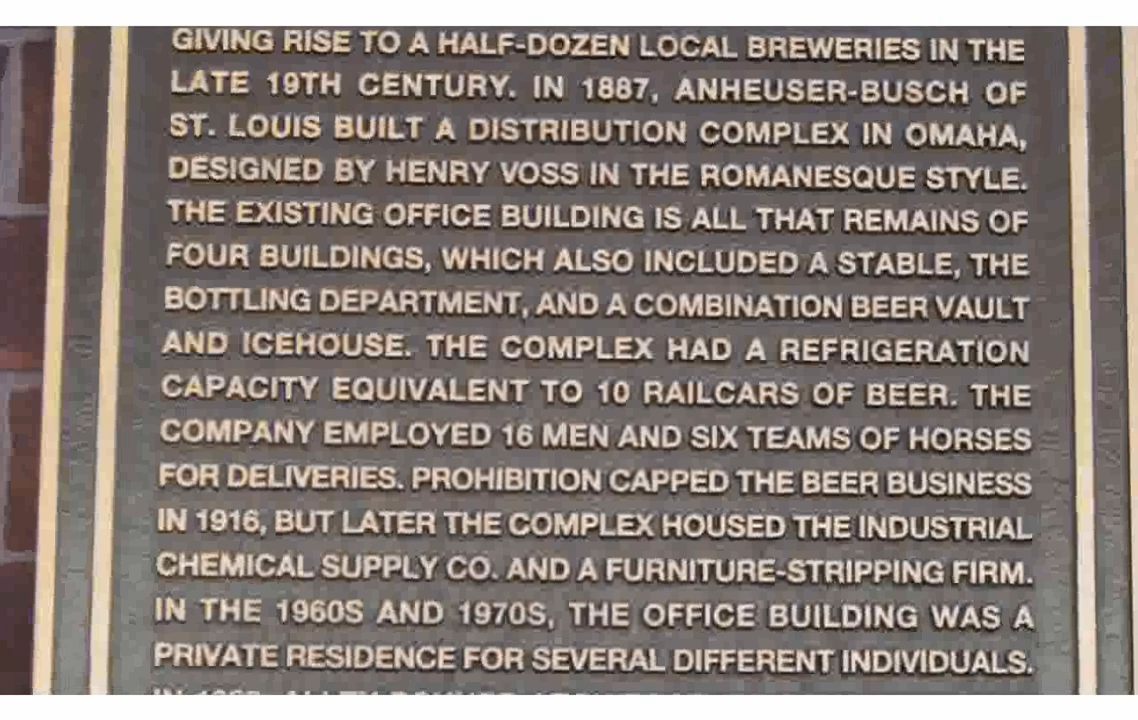 GIVING RISE TO A HALF-DOZEN LOCAL BREWERIES IN THE
LATE 19TH CENTURY. IN 1887, ANHEUSER-BUSCH OF
ST. LOUIS BUILT A DISTRIBUTION COMPLEX IN OMAHA,
DESIGNED BY HENRY VOSS IN THE ROMANESQUE STYLE.
THE EXISTING OFFICE BUILDING IS ALL THAT REMAINS OF
FOUR BUILDINGS, WHICH ALSO INCLUDED A STABLE, THE
BOTTLING DEPARTMENT, AND A COMBINATION BEER VAULT
AND ICEHOUSE. THE COMPLEX HAD A REFRIGERATION
CAPACITY EQUIVALENT TO 10 RAILCARS OF BEER. THE
COMPANY EMPLOYED 16 MEN AND SIX TEAMS OF HORSES
FOR DELIVERIES. PROHIBITION CAPPED THE BEER BUSINESS
IN 1916, BUT LATER THE COMPLEX HOUSED THE INDUSTRIAL
CHEMICAL SUPPLY CO. AND A FURNITURE-STRIPPING FIRM.
IN THE 1960S AND 1970S, THE OFFICE BUILDING WAS A
PRIVATE RESIDENCE FOR SEVERAL DIFFERENT INDIVIDUALS.
IN